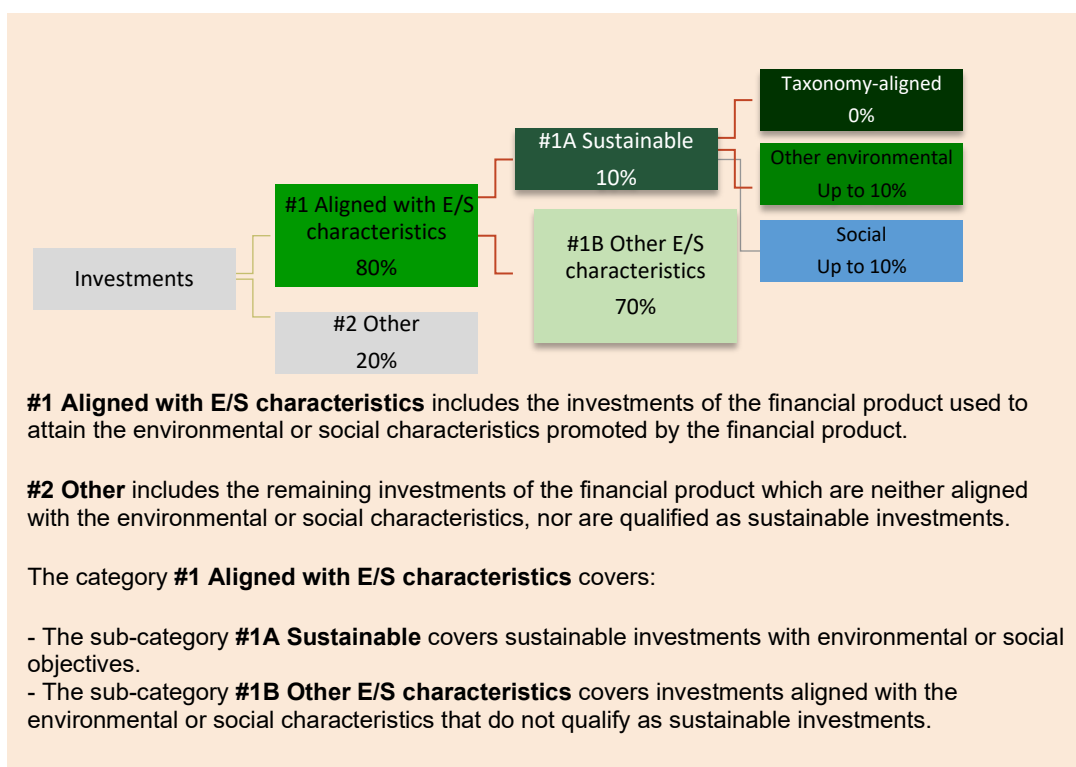 Taxonomy-aligned
0%
#1A Sustainable
10%
Other environmental
Up to 10%
#1 Aligned with E/S
characteristics
80%
#1B Other E/S
characteristics
70%
Social
Up to 10%
Investments
#2 Other
20%
#1 Aligned with E/S characteristics includes the investments of the financial product used to
attain the environmental or social characteristics promoted by the financial product.
#2 Other includes the remaining investments of the financial product which are neither aligned
with the environmental or social characteristics, nor are qualified as sustainable investments.
The category #1 Aligned with E/S characteristics covers:
- The sub-category #1A Sustainable covers sustainable investments with environmental or social
objectives.
- The sub-category #1B Other E/S characteristics covers investments aligned with the
environmental or social characteristics that do not qualify as sustainable investments.